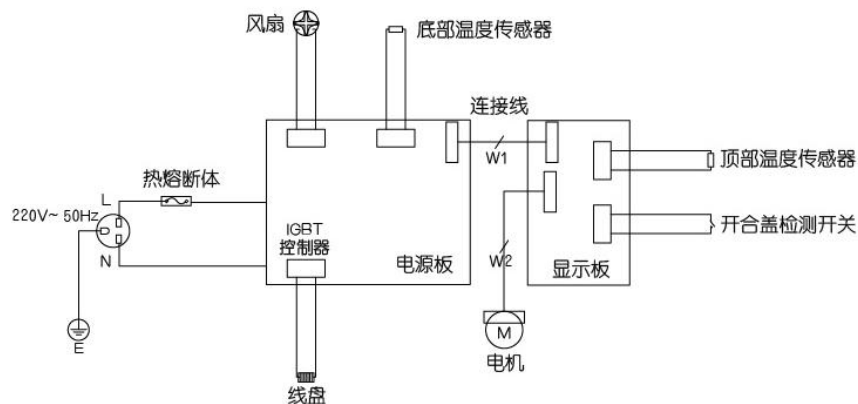 风扇
底部温度传感器
连接线
W1
顶部温度传感器
热熔断体
L
220V~ 50Hz
IGBT
控制器
开合盖检测开关
N
电源板
W2
显示板
E
M
电机
线盘